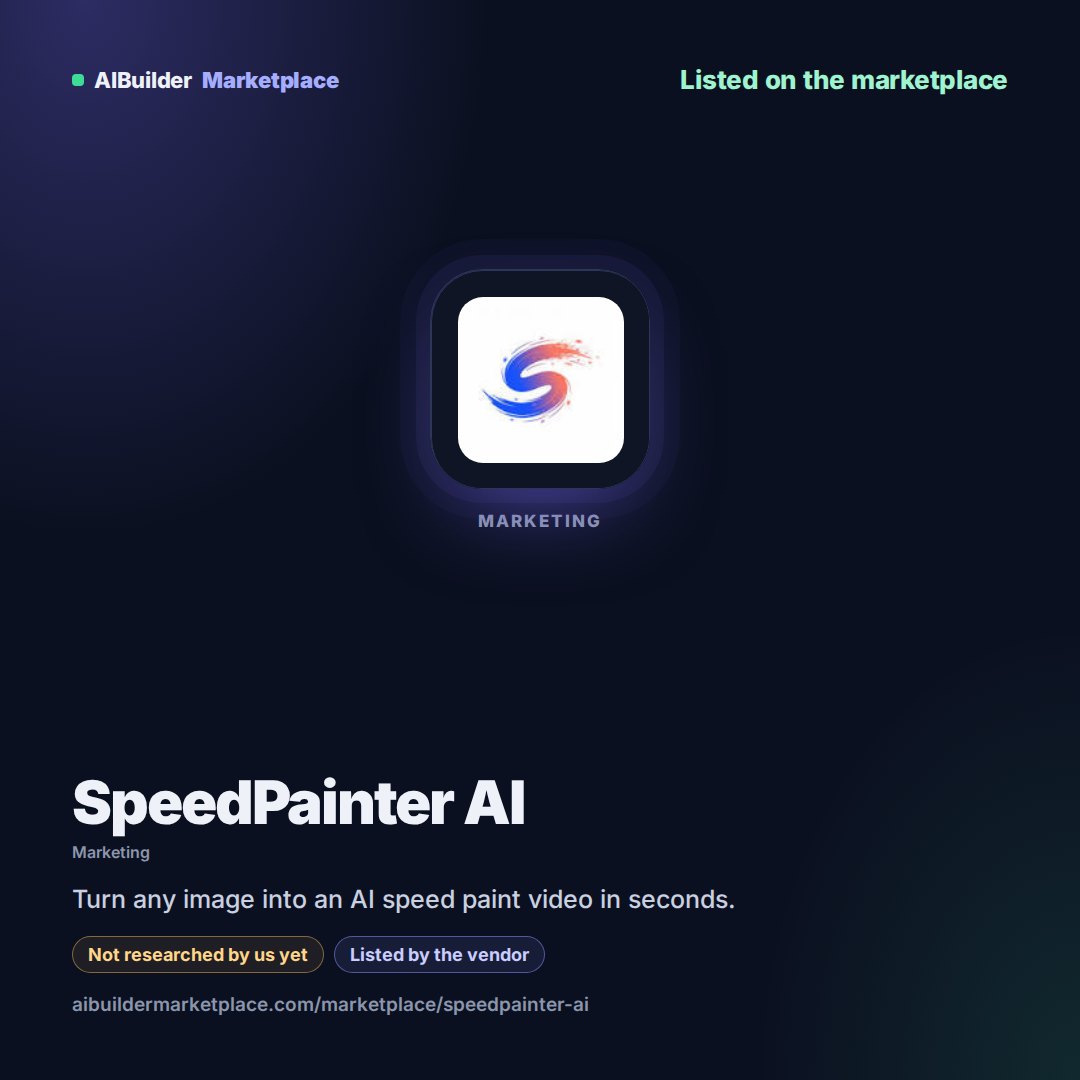 AIBuilder Marketplace
Listed on the marketplace
MARKETING
SpeedPainter AI
Marketing
Turn any image into an AI speed paint video in seconds.
Not researched by us yet
Listed by the vendor
aibuildermarketplace.com/marketplace/speedpainter-ai